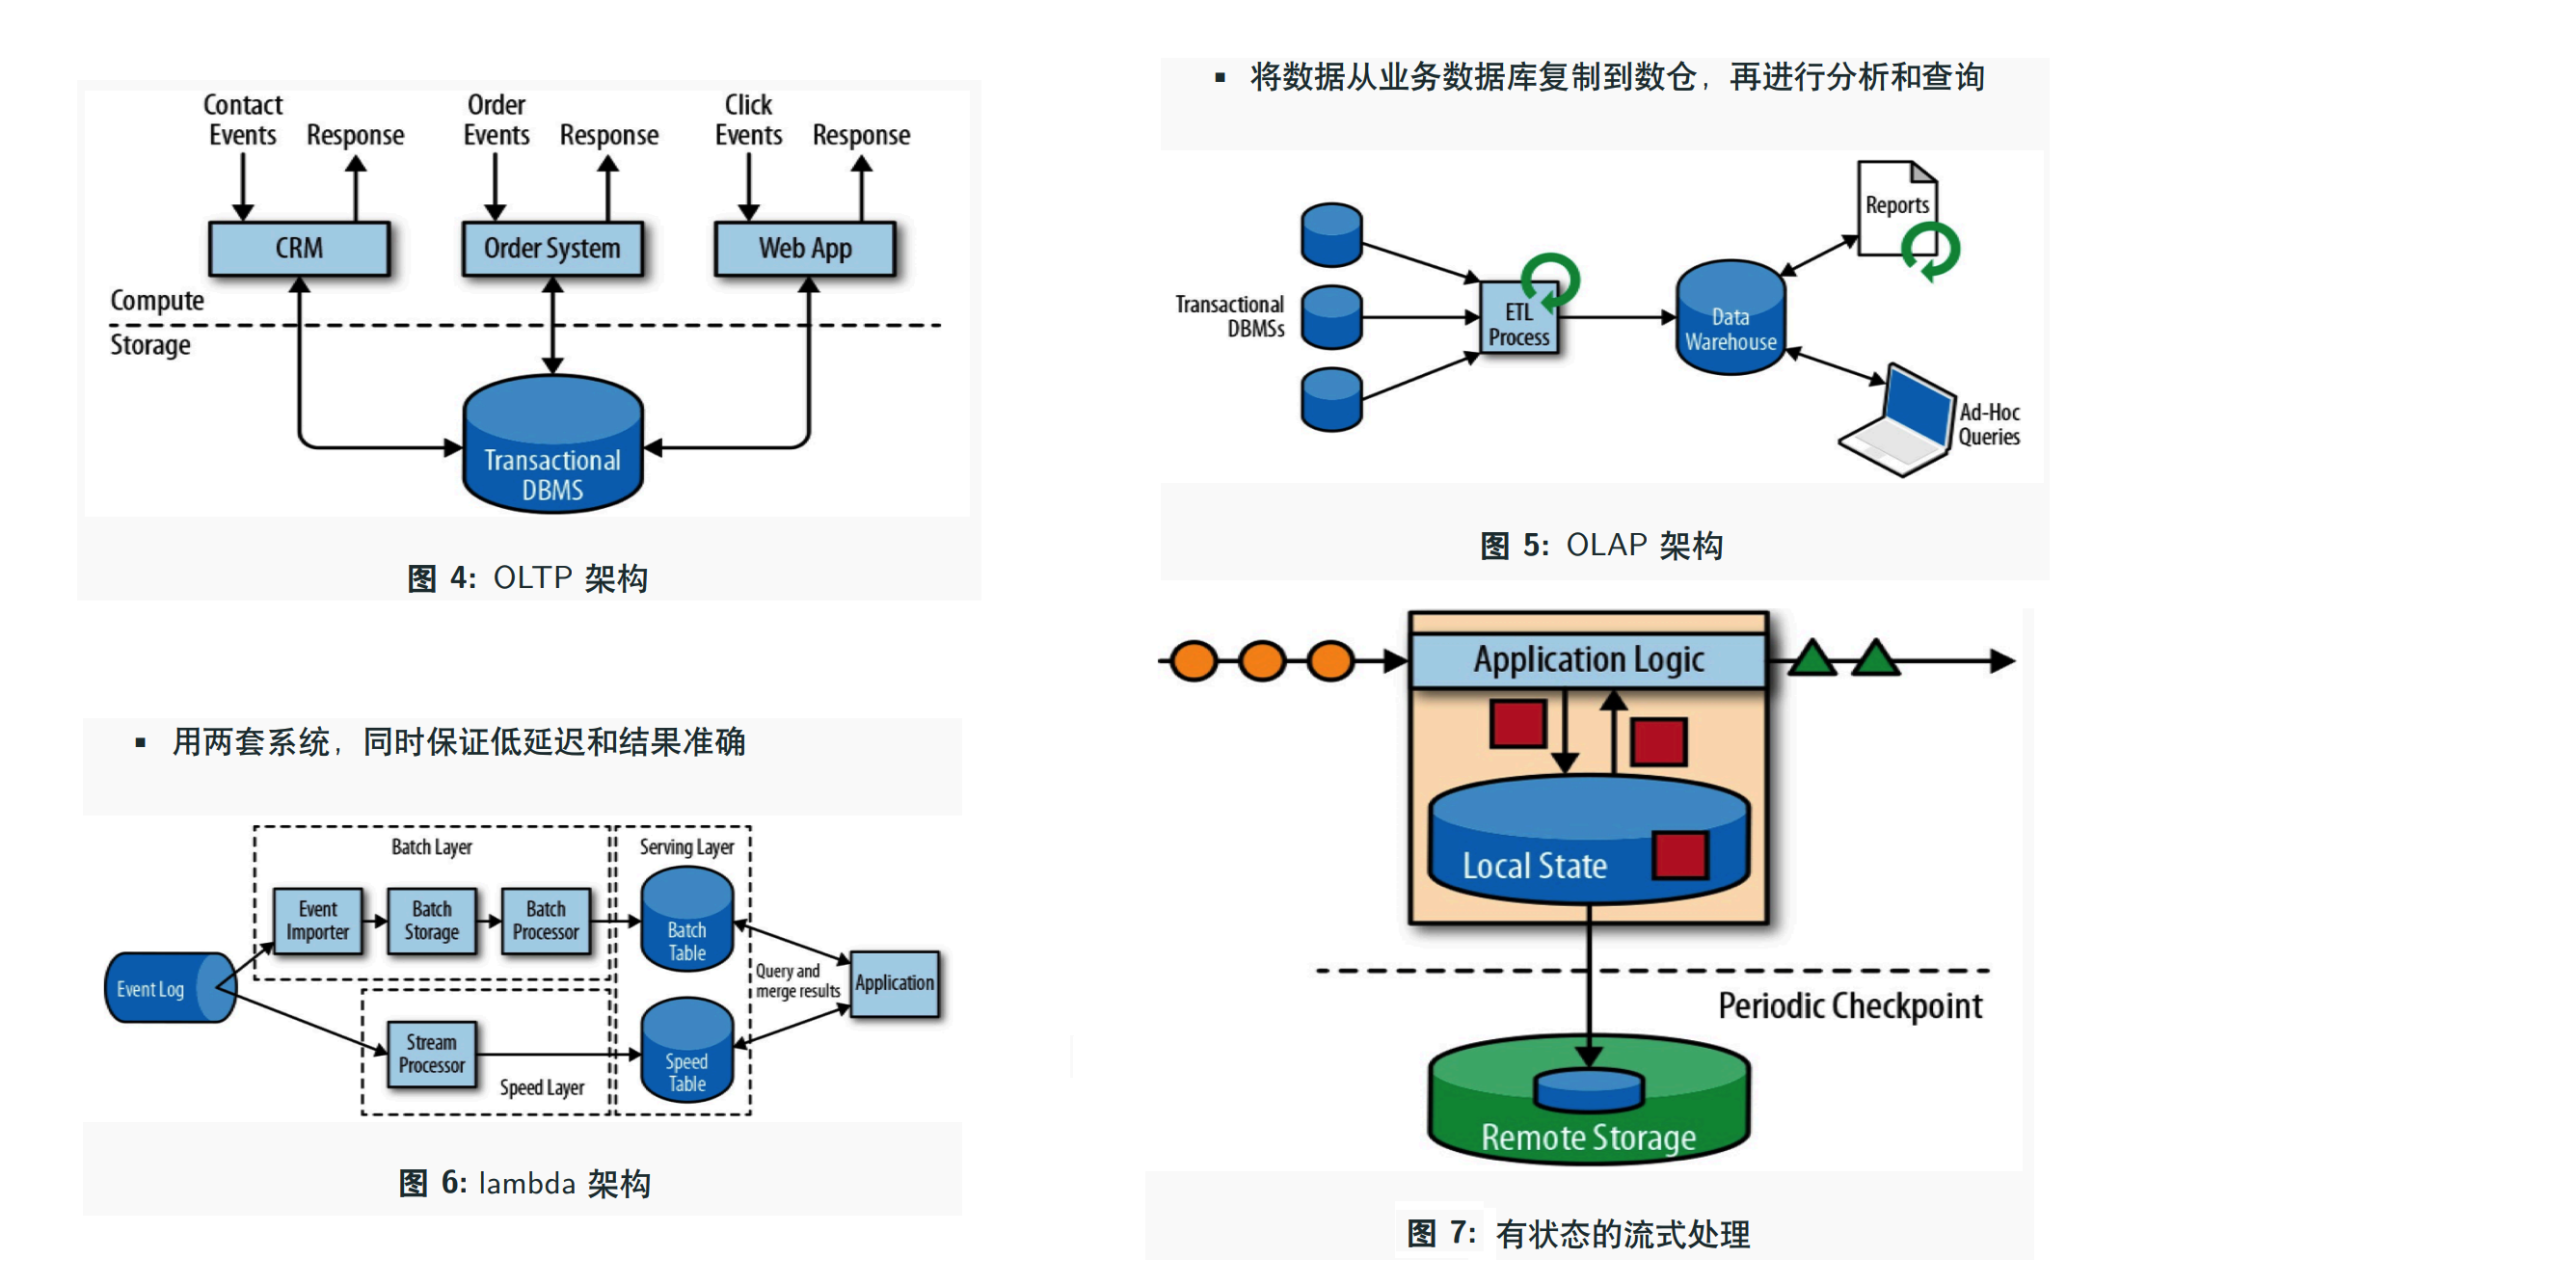 Contact
Events
Response
Order
Events
Response
Click
Events
Response
CRM
Order System
Web App
Compute
Storage
Transactional
DBMS
图 4: OLTP 架构
▪ 将数据从业务数据库复制到数仓，再进行分析和查询
Transactional
DBMSs
ETL
Process
Data
Warehouse
Reports
Ad-Hoc
Queries
图 5: OLAP 架构
▪ 用两套系统，同时保证低延迟和结果准确
Batch Layer
Serving Layer
Event
Importer
Batch
Storage
Batch
Processor
Batch
Table
Event Log
Query and
merge results
Application
Stream
Processor
Speed Layer
Speed
Table
图 6: lambda 架构
Application Logic
Local State
Periodic Checkpoint
Remote Storage
图 7: 有状态的流式处理